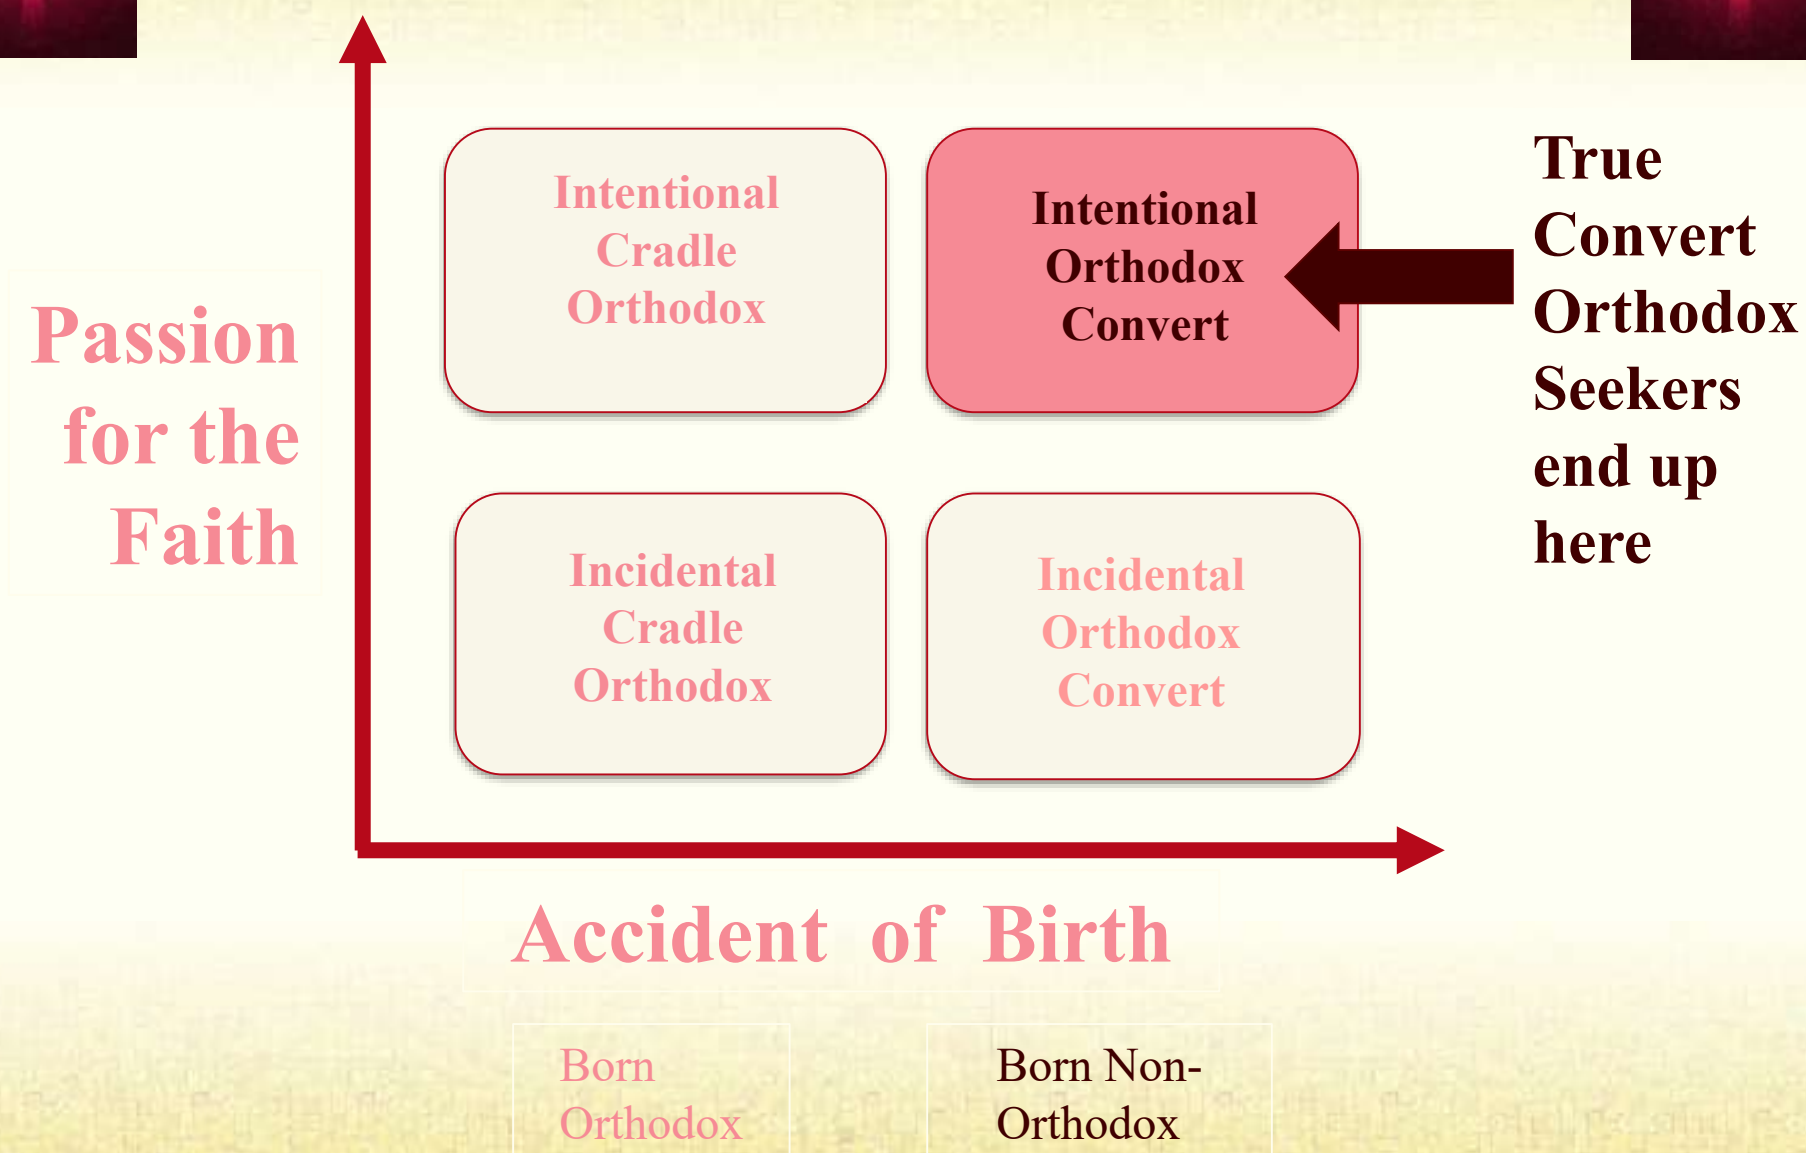 Passion
for the
Faith
Intentional
Cradle
Orthodox
Intentional
Orthodox
Convert
True
Convert
Orthodox
Seekers
end up
here
Incidental
Cradle
Orthodox
Incidental
Orthodox
Convert
Accident of Birth
Born
Orthodox
Born Non-
Orthodox